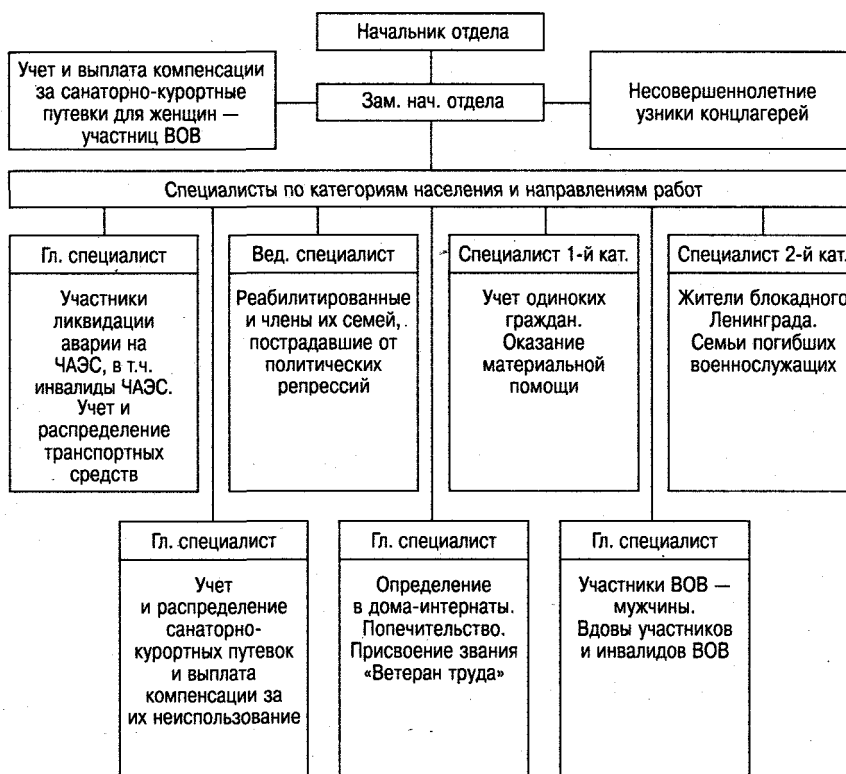 Начальник отдела
Учет и выплата компенсации
за санаторно-курортные
путевки для женщин —
участниц ВОВ
Зам. нач. отдела
Несовершеннолетние
узники концлагерей
Специалисты по категориям населения и направлениям работ
Гл. специалист
Участники
ликвидации
аварии на
ЧАЭС, в т.ч.
инвалиды ЧАЭС.
Учет и
распределение
транспортных
средств
Вед. специалист
Реабилитированные
и члены их семей,
пострадавшие от
политических
репрессий
Специалист 1-й кат.
Учет одиноких
граждан.
Оказание
материальной
помощи
Специалист 2-й кат.
Жители блокадного
Ленинграда.
Семьи погибших
военнослужащих
Гл. специалист
Учет
и распределение
санаторно-
курортных путевок
и выплата
компенсации за
их неиспользование
Гл. специалист
Определение
в дома-интернаты.
Попечительство.
Присвоение звания
«Ветеран труда»
Гл. специалист
Участники ВОВ —
мужчины.
Вдовы участников
и инвалидов ВОВ